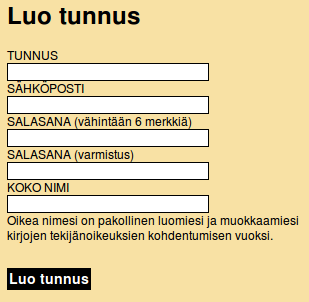 Luo tunnus
TUNNUS
SÄHKÖPOSTI
SALASANA (vähintään 6 merkkiä)
SALASANA (varmistus)
KOKO NIMI
Oikea nimesi on pakollinen luomiesi ja muokkaamiesi
kirjojen tekijänoikeuksien kohdentumisen vuoksi.
Luo tunnus